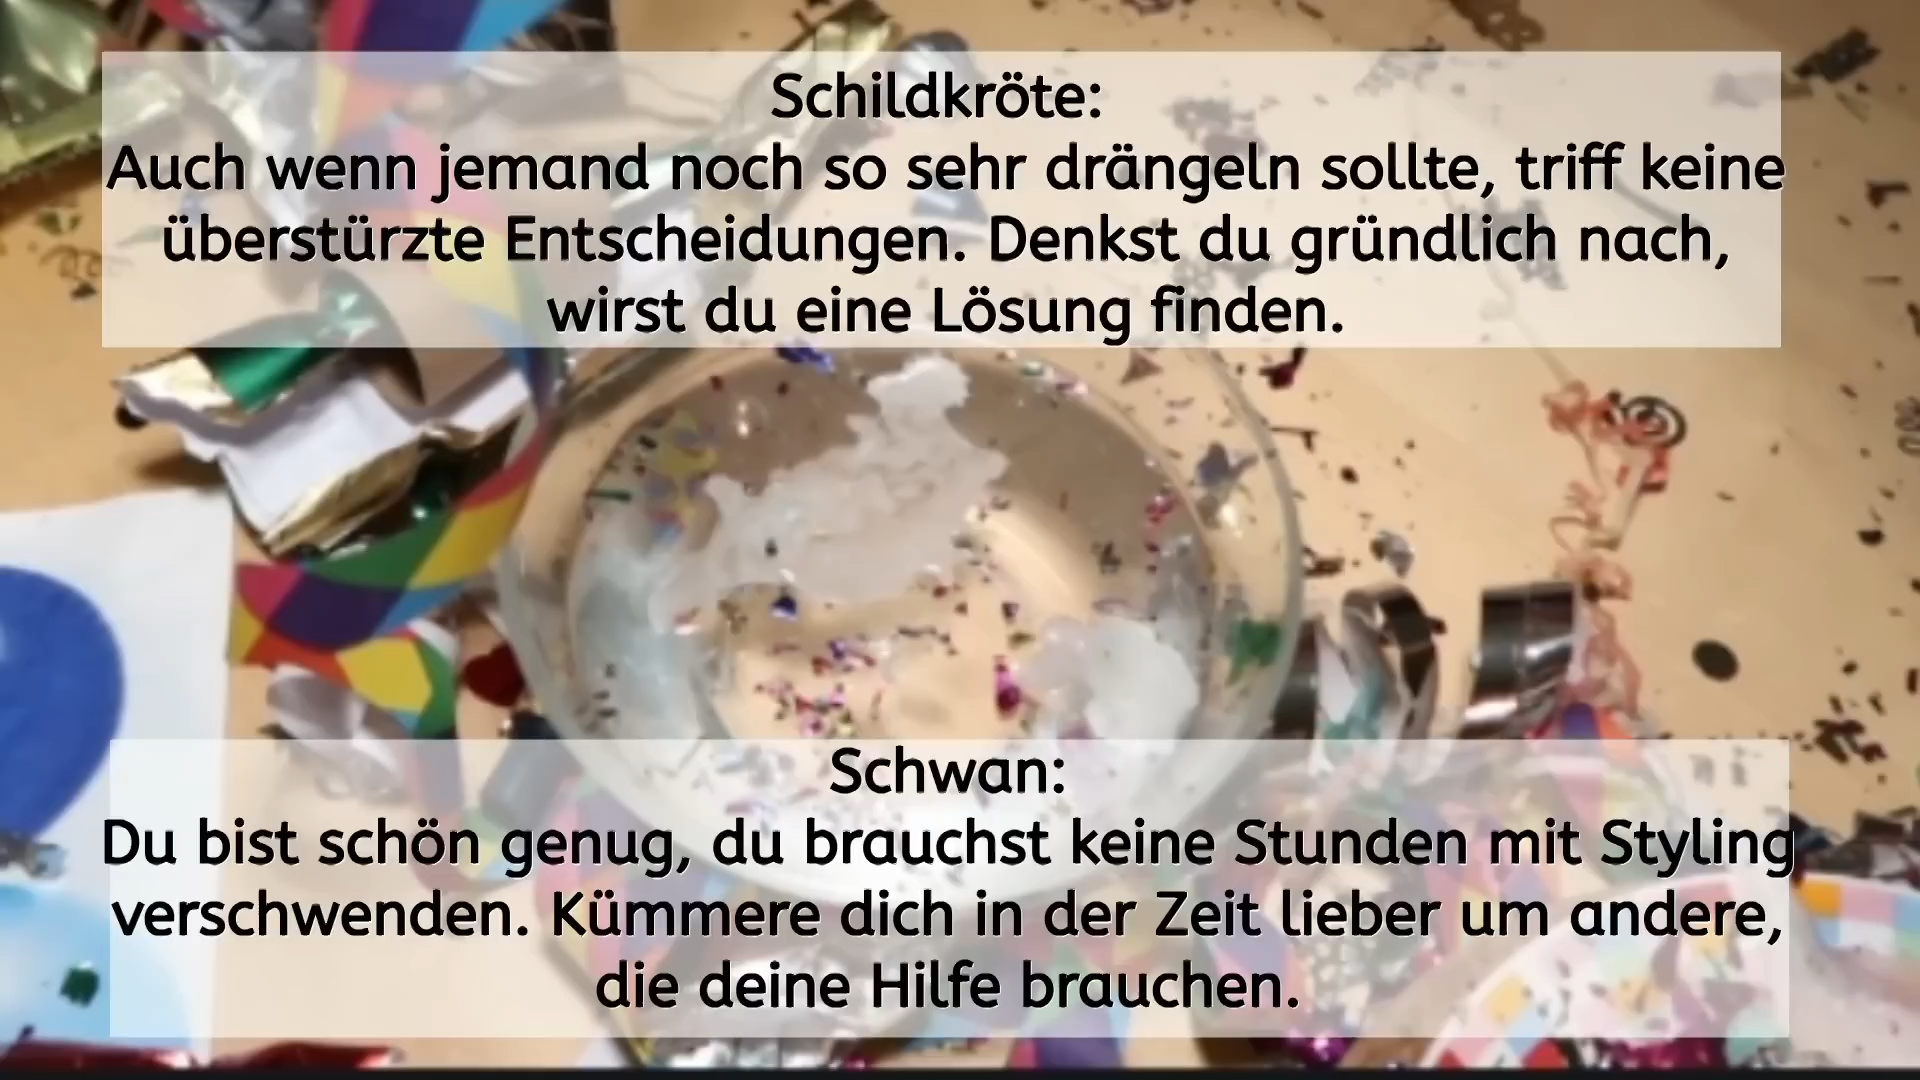 Schildkröte:
Auch wenn jemand noch so sehr drängeln sollte, triff keine
überstürzte Entscheidungen. Denkst du gründlich nach,
wirst du eine Lösung finden.
Schwan:
Du bist schön genug, du brauchst keine Stunden mit Styling
verschwenden. Kümmere dich in der Zeit lieber um andere,
die deine Hilfe brauchen.